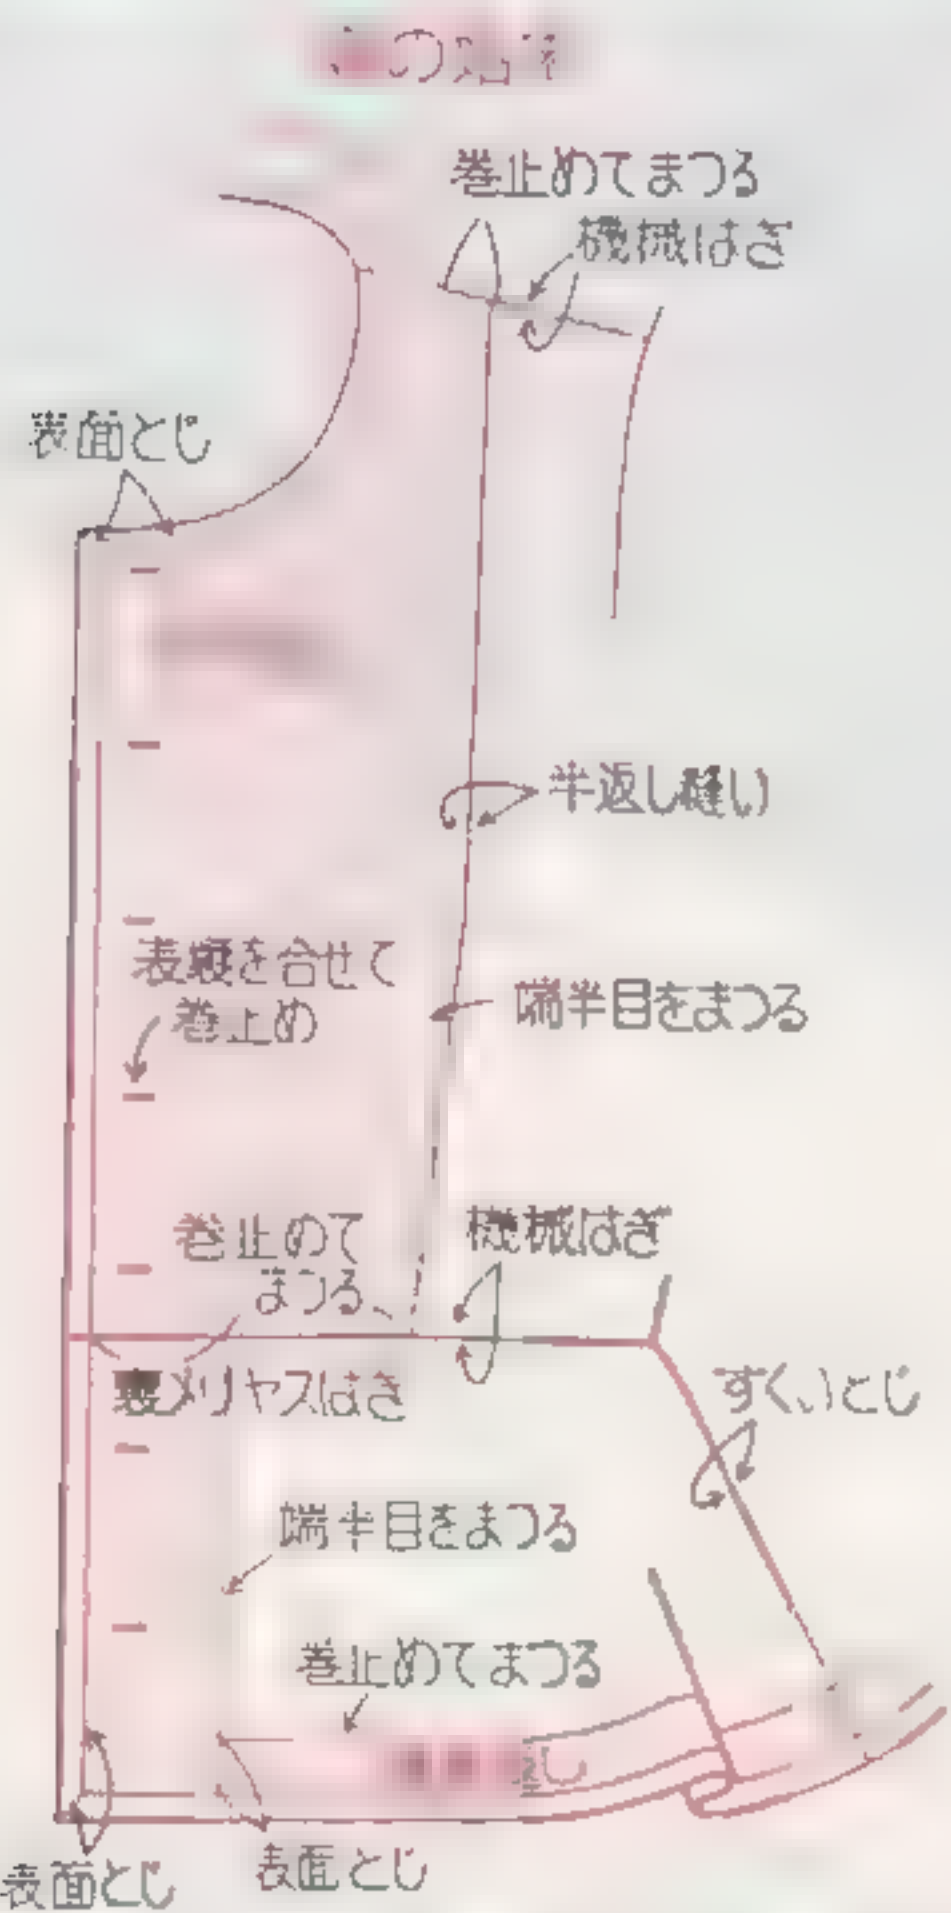 巻止めてまつる
機械はぎ
表面とじ
半返し縫い
表裏を合せて
巻止め
端半目をまつる
巻止めて
まつる
機械はぎ
裏メリヤスはぎ
すくいとじ
端半目をまつる
巻止めてまつる
表面とじ
表面とじ